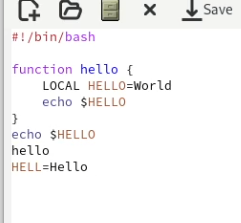 Save
#!/bin/bash
function hello {
LOCAL HELLO=World
echo $HELLO
}
echo $HELLO
hello
HELL=Hello